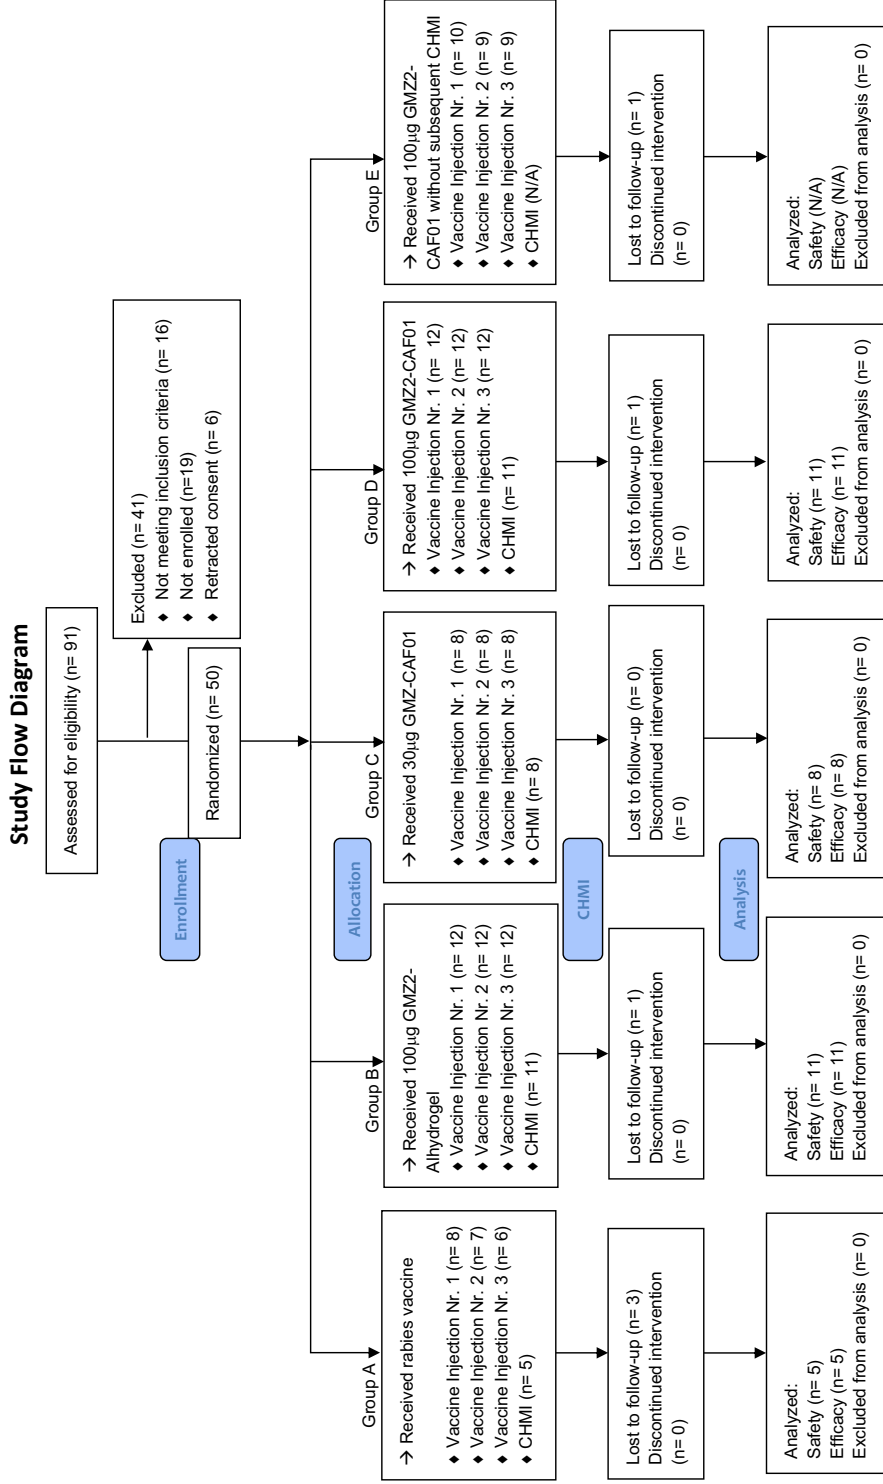 Study Flow Diagram
Assessed for eligibility (n= 91)
Enrollment
Excluded (n= 41)
♦ Not meeting inclusion criteria (n= 16)
♦ Not enrolled (n=19)
♦ Retracted consent (n= 6)
Randomized (n= 50)
Allocation
Group A
→ Received rabies vaccine
♦ Vaccine Injection Nr. 1 (n= 8)
♦ Vaccine Injection Nr. 2 (n= 7)
♦ Vaccine Injection Nr. 3 (n= 6)
♦ CHMI (n= 5)
Group B
→ Received 100µg GMZ2-
Alhydrogel
♦ Vaccine Injection Nr. 1 (n= 12)
♦ Vaccine Injection Nr. 2 (n= 12)
♦ Vaccine Injection Nr. 3 (n= 12)
♦ CHMI (n= 11)
Group C
→ Received 30µg GMZ-CAF01
♦ Vaccine Injection Nr. 1 (n= 8)
♦ Vaccine Injection Nr. 2 (n= 8)
♦ Vaccine Injection Nr. 3 (n= 8)
♦ CHMI (n= 8)
Group D
→ Received 100µg GMZ2-CAF01
♦ Vaccine Injection Nr. 1 (n= 12)
♦ Vaccine Injection Nr. 2 (n= 12)
♦ Vaccine Injection Nr. 3 (n= 12)
♦ CHMI (n= 11)
Group E
→ Received 100µg GMZ2-
CAF01 without subsequent CHMI
♦ Vaccine Injection Nr. 1 (n= 10)
♦ Vaccine Injection Nr. 2 (n= 9)
♦ Vaccine Injection Nr. 3 (n= 9)
♦ CHMI (N/A)
CHMI
Lost to follow-up (n= 3)
Discontinued intervention
(n= 0)
Lost to follow-up (n= 1)
Discontinued intervention
(n= 0)
Lost to follow-up (n= 0)
Discontinued intervention
(n= 0)
Lost to follow-up (n= 1)
Discontinued intervention
(n= 0)
Lost to follow-up (n= 1)
Discontinued intervention
(n= 0)
Analysis
Analyzed:
Safety (n= 5)
Efficacy (n= 5)
Excluded from analysis (n= 0)
Analyzed:
Safety (n= 11)
Efficacy (n= 11)
Excluded from analysis (n= 0)
Analyzed:
Safety (n= 8)
Efficacy (n= 8)
Excluded from analysis (n= 0)
Analyzed:
Safety (n= 11)
Efficacy (n= 11)
Excluded from analysis (n= 0)
Analyzed:
Safety (N/A)
Efficacy (N/A)
Excluded from analysis (n= 0)